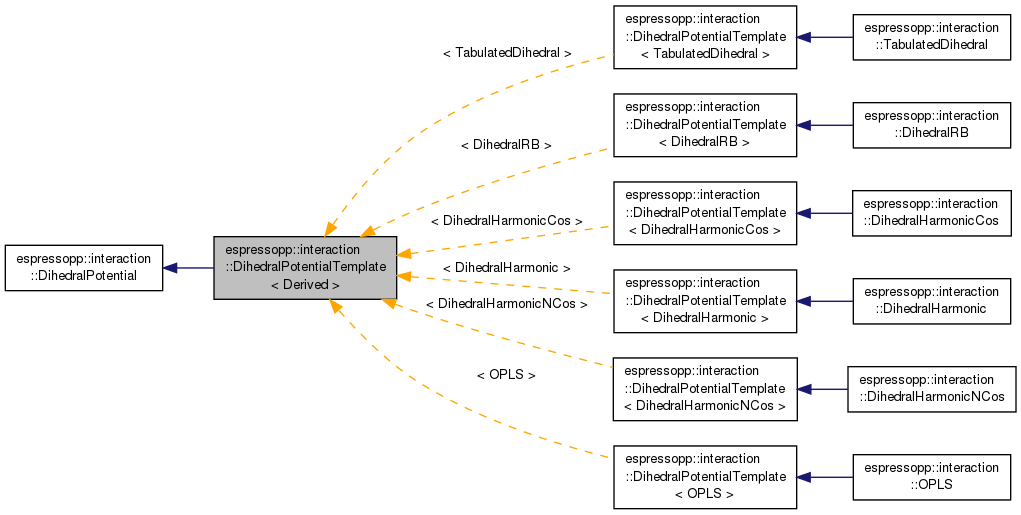 espressopp::interaction
::DihedralPotential
espressopp::interaction
::DihedralPotentialTemplate
< Derived >
< TabulatedDihedral >
< DihedralRB >
< DihedralHarmonicCos >
< DihedralHarmonic >
< DihedralHarmonicNCos >
< OPLS >
espressopp::interaction
::DihedralPotentialTemplate
< TabulatedDihedral >
espressopp::interaction
::TabulatedDihedral
espressopp::interaction
::DihedralPotentialTemplate
< DihedralRB >
espressopp::interaction
::DihedralRB
espressopp::interaction
::DihedralPotentialTemplate
< DihedralHarmonicCos >
espressopp::interaction
::DihedralHarmonicCos
espressopp::interaction
::DihedralPotentialTemplate
< DihedralHarmonic >
espressopp::interaction
::DihedralHarmonic
espressopp::interaction
::DihedralPotentialTemplate
< DihedralHarmonicNCos >
espressopp::interaction
::DihedralHarmonicNCos
espressopp::interaction
::DihedralPotentialTemplate
< OPLS >
espressopp::interaction
::OPLS